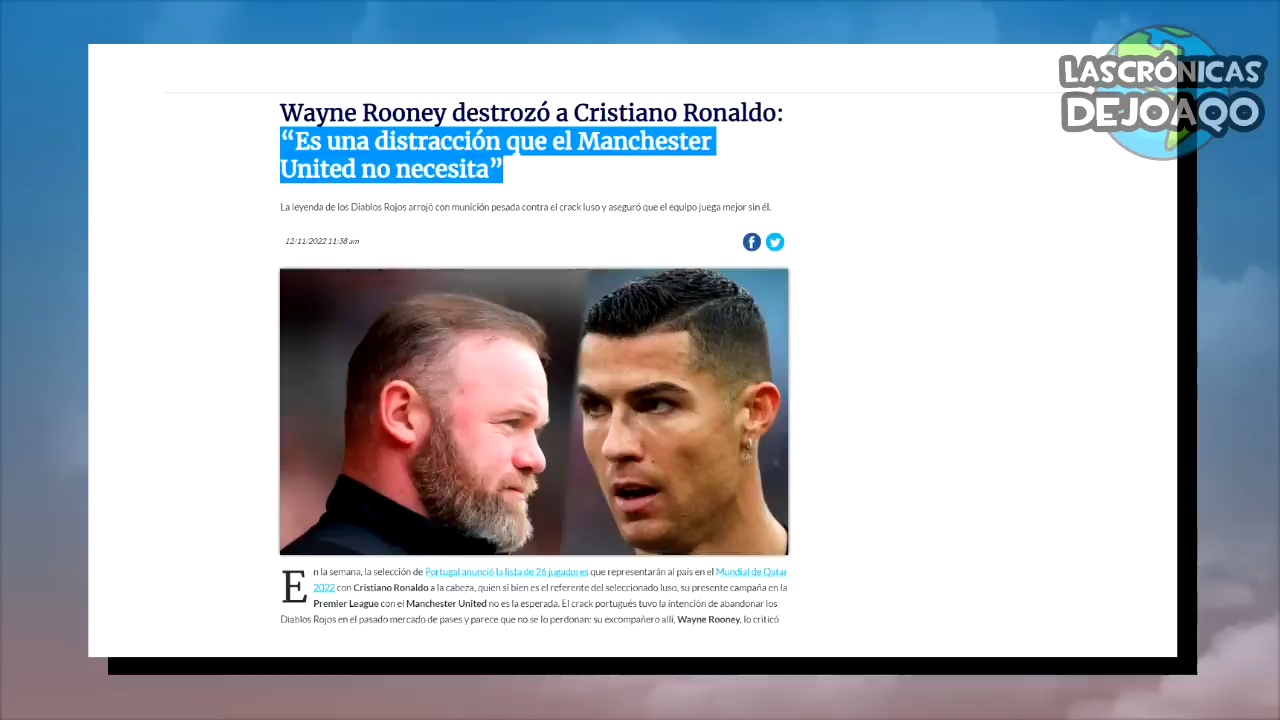 LAS CRÓNICAS
DE JOAQO
Wayne Rooney destrozó a Cristiano Ronaldo:
“Es una distracción que el Manchester
United no necesita”
La leyenda de los Diablos Rojos arrojó con munición pesada contra el crack luso y aseguró que el equipo juega mejor sin él.
12/11/2022 11:38 am
En la semana, la selección de Portugal anunció la lista de 26 jugadores que representarán al país en el Mundial de Qatar
2022 con Cristiano Ronaldo a la cabeza, quien si bien es el referente del seleccionado luso, su presente campaña en la
Premier League con el Manchester United no es la esperada. El crack portugués tuvo la intención de abandonar los
Diablos Rojos en el pasado mercado de pases y parece que no se lo perdonan: su excompañero allí, Wayne Rooney, lo criticó